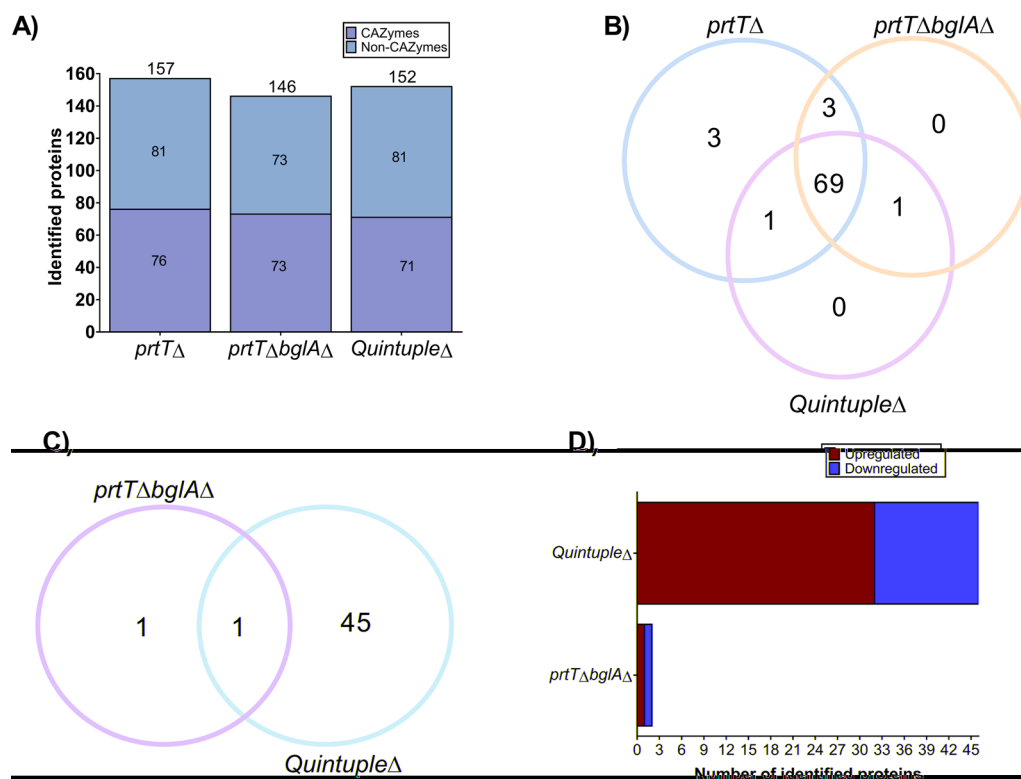 A)
CAZymes
Non-CAZymes
Identified proteins
160
140
120
100
80
60
40
20
0
157
146
152
81
73
81
76
73
71
prtTΔ
prtTΔbglAΔ
QuintupleΔ
B)
prtTΔ
prtTΔbglAΔ
3
3
0
69
1
1
0
QuintupleΔ
C)
prtTΔbglAΔ
1
1
45
QuintupleΔ
D)
Upregulated
Downregulated
QuintupleΔ
prtTΔbglAΔ
0 3 6 9 12 15 18 21 24 27 30 33 36 39 42 45
Number of identified proteins